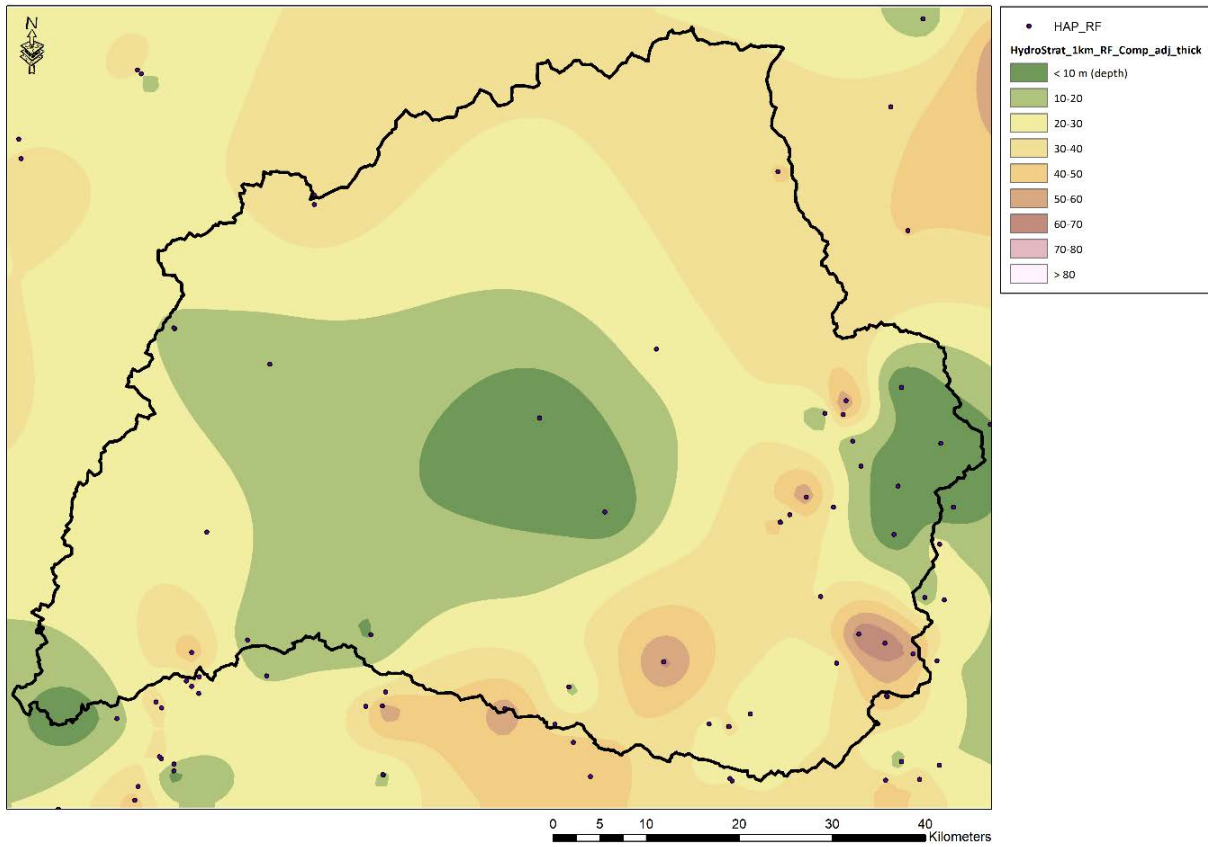 N
HAP_RF
HydroStrat_1km_RF_Comp_adj_thick
< 10 m (depth)
10-20
20-30
30-40
40-50
50-60
60-70
70-80
> 80
0 5 10 20 30 40
Kilometers